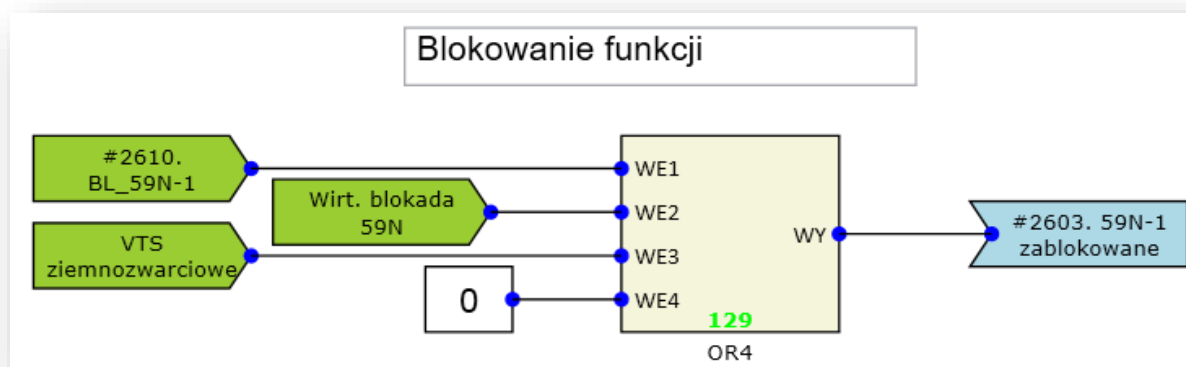 Blokowanie funkcji
#2610.
BL_59N-1
WE1
Wirt. blokada
59N
WE2
VTS
ziemnozwarciowe
WE3
WY
#2603. 59N-1
zablokowane
0
WE4
129
OR4